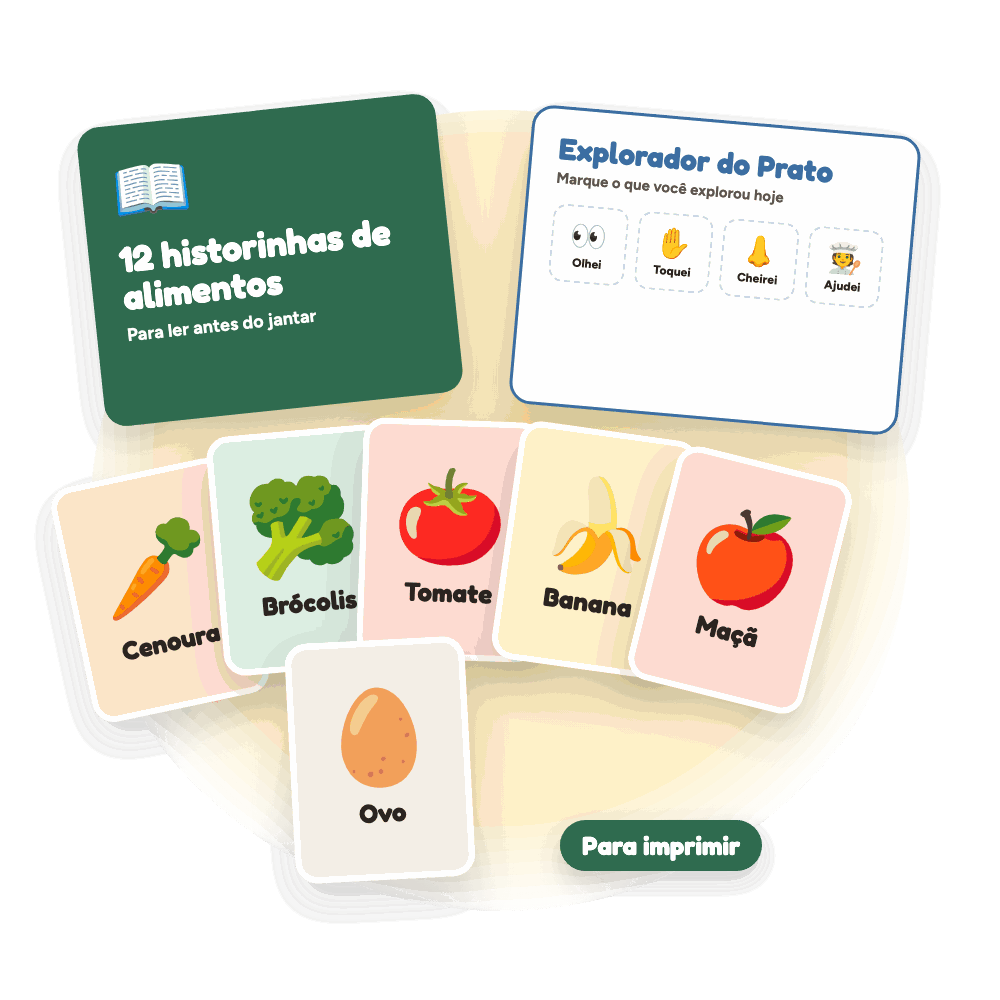 12 historinhas de
alimentos
Para ler antes do jantar
Explorador do Prato
Marque o que você explorou hoje
Olhei
Toquei
Cheirei
Ajudei
Cenoura
Brócolis
Tomate
Banana
Maçã
Ovo
Para imprimir